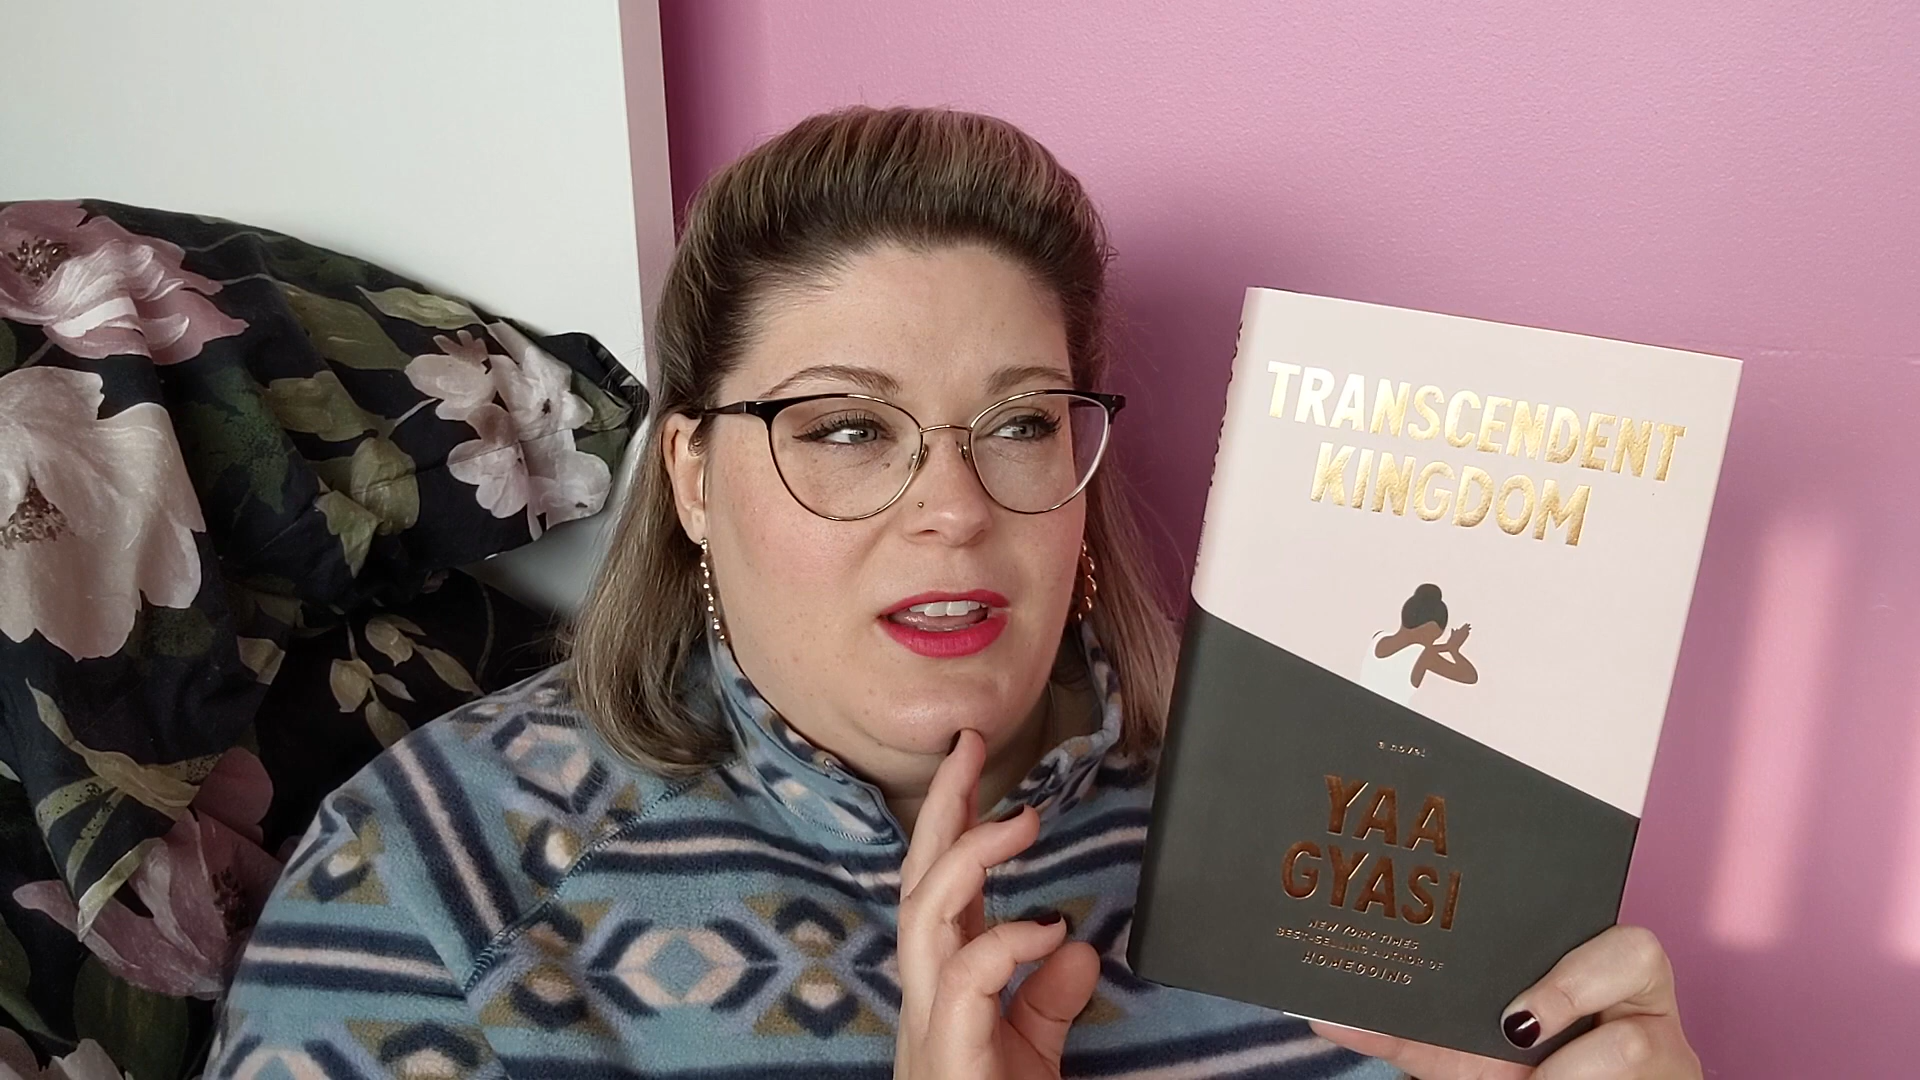 TRANSCENDENT
KINGDOM
a novel
YAA
GYASI
NEW YORK TIMES
BEST-SELLING AUTHOR OF
HOMEGOING